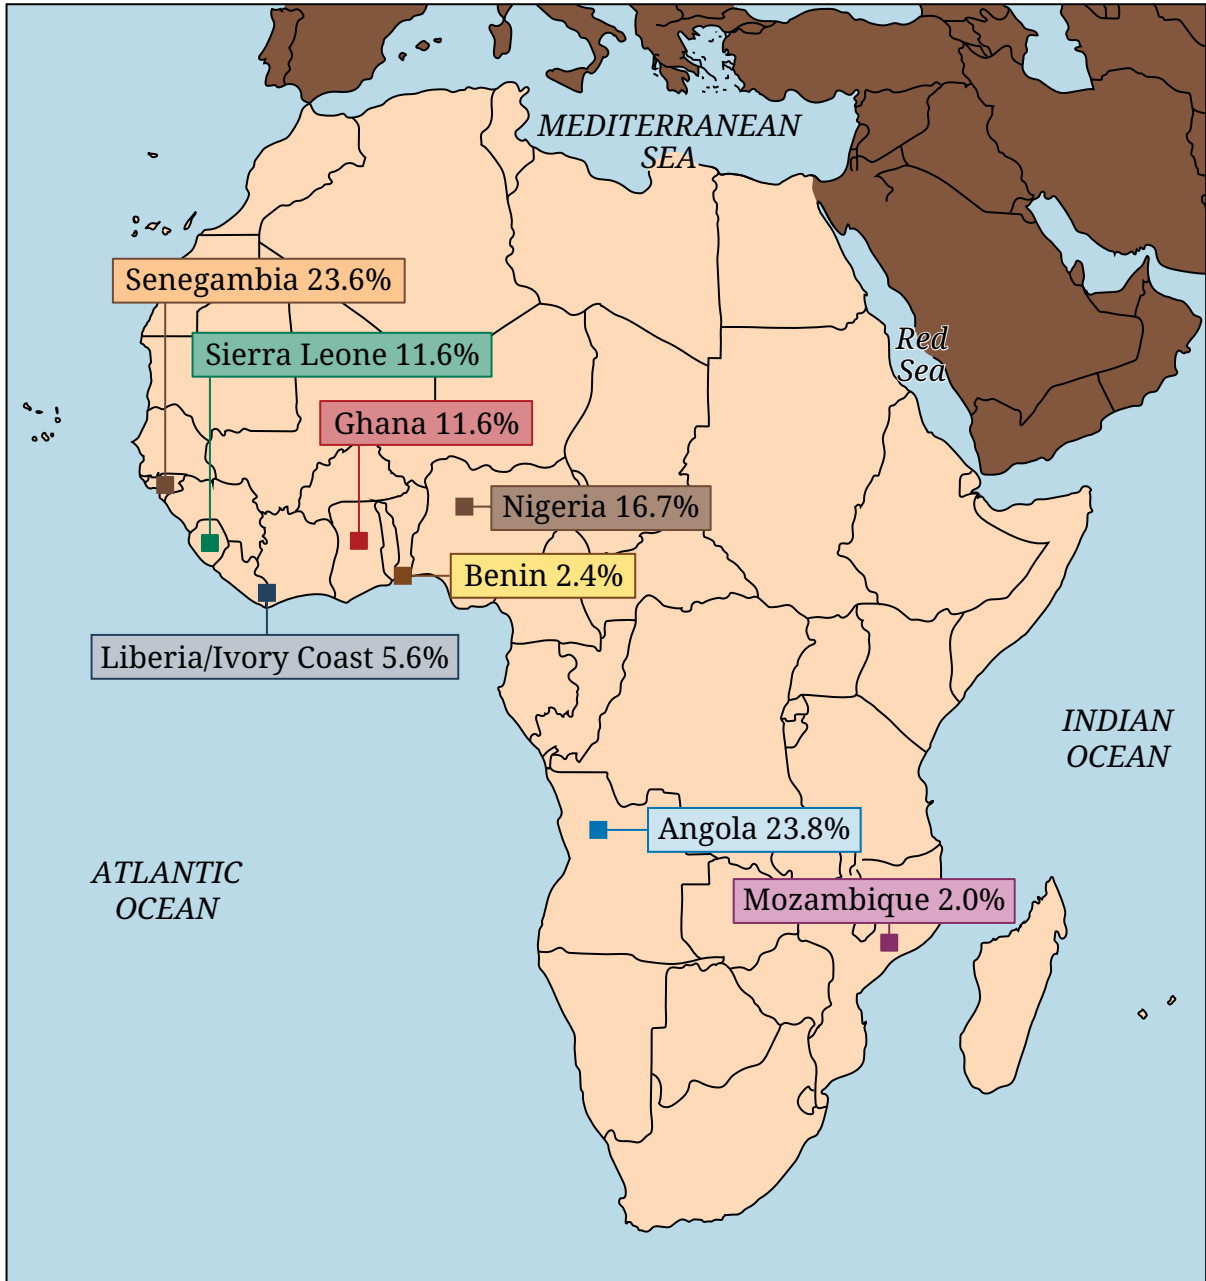 MEDITERRANEAN
SEA
Senegambia 23.6%
Sierra Leone 11.6%
Red
Sea
Ghana 11.6%
Nigeria 16.7%
Benin 2.4%
Liberia/Ivory Coast 5.6%
INDIAN
OCEAN
Angola 23.8%
ATLANTIC
OCEAN
Mozambique 2.0%